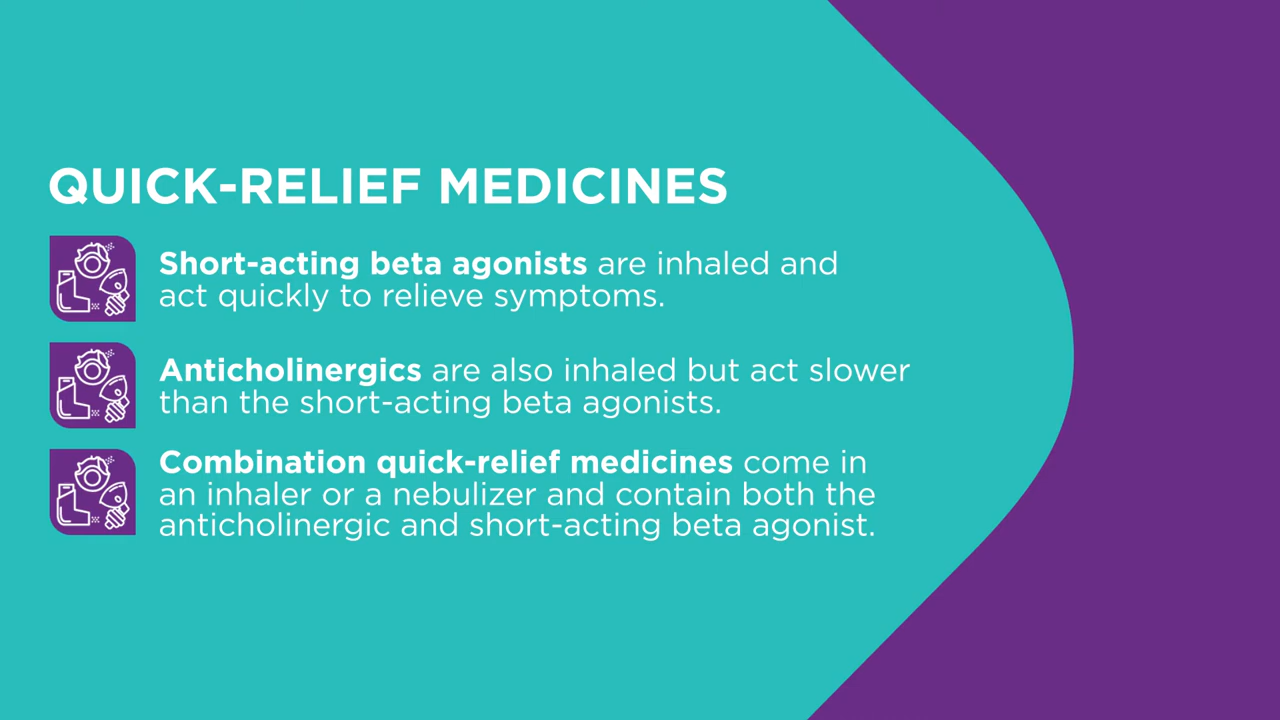 QUICK-RELIEF MEDICINES
Short-acting beta agonists are inhaled and
act quickly to relieve symptoms.
Anticholinergics are also inhaled but act slower
than the short-acting beta agonists.
Combination quick-relief medicines come in
an inhaler or a nebulizer and contain both the
anticholinergic and short-acting beta agonist.